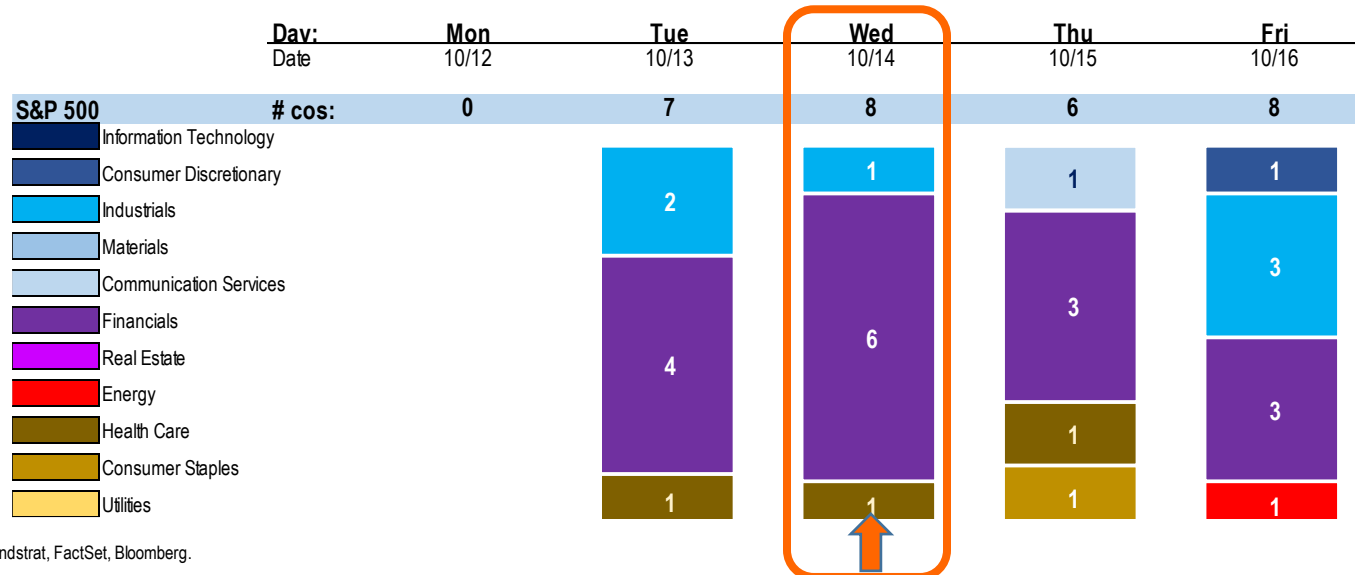 Day: Mon Tue Wed Thu Fri
Date 10/12 10/13 10/14 10/15 10/16
S&P 500 # cos: 0 7 8 6 8
Information Technology
Consumer Discretionary 1 1 1
Industrials 2
Materials
Communication Services 3
Financials 3 6
Real Estate 4
Energy 3
Health Care 1
Consumer Staples
Utilities 1 1 1 1
ndstrat, FactSet, Bloomberg.